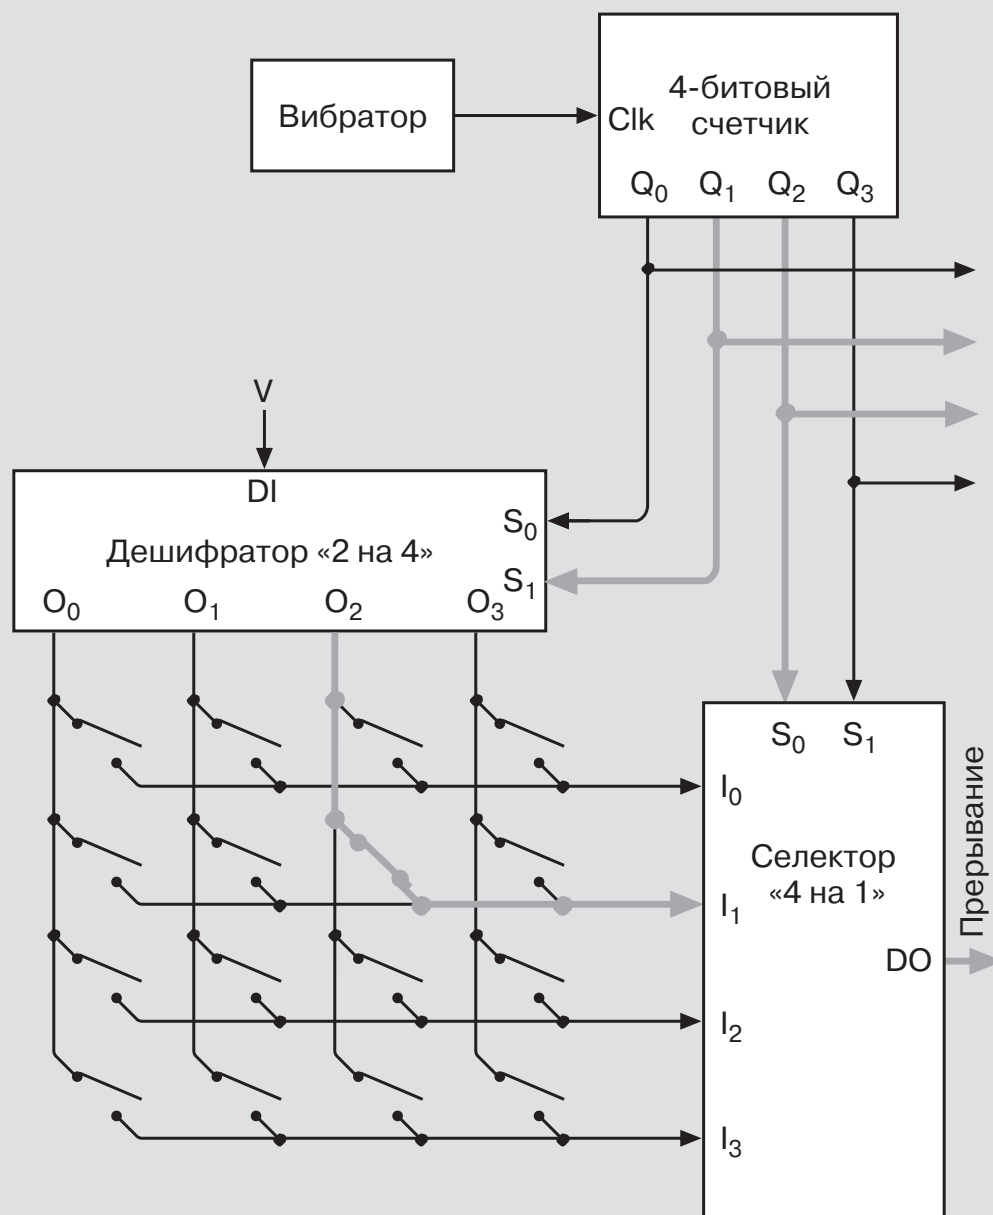 4-битовый
счетчик
Вибратор
Clk
Q₀ Q₁ Q₂ Q₃
V
DI
S₀
Дешифратор «2 на 4»
S₁
O₀ O₁ O₂ O₃
S₀ S₁
I₀
Селектор
«4 на 1»
I₁
Прерывание
DO
I₂
I₃